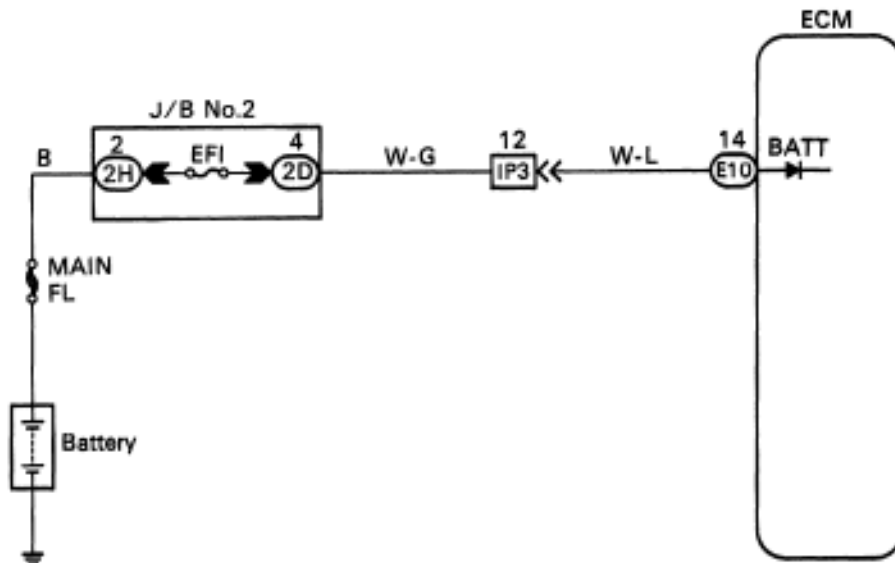 ECM
J/B No.2
2
4
12
14
B
2H
EFI
2D
W-G
IP3
W-L
E10
BATT
MAIN
FL
Battery